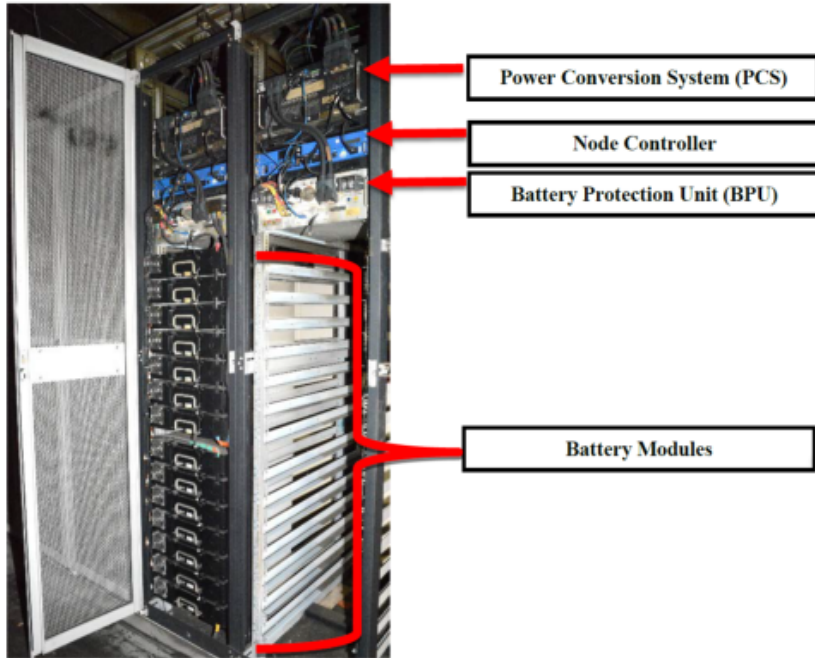 Power Conversion System (PCS)
Node Controller
Battery Protection Unit (BPU)
Battery Modules